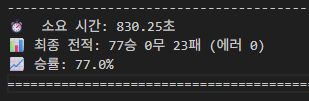 --------------------------------------------------
⏰ 소요 시간: 830.25초
📊 최종 전적: 77승 0무 23패 (에러 0)
📈 승률: 77.0%
==================================================